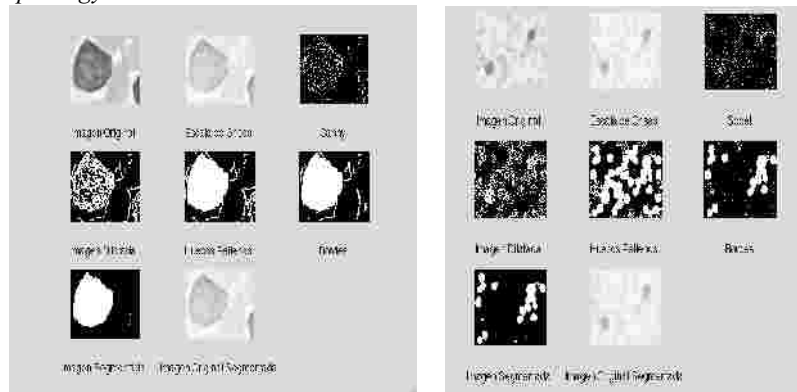 Imagen Original Escala de Grises Canny
Imagen Dilatada Huecos Rellenos Bordes
Imagen Segmentada Imagen Original Segmentada
Imagen Original Escala de Grises Sobel
Imagen Dilatada Huecos Rellenos Bordes
Imagen Segmentada Imagen Original Segmentada